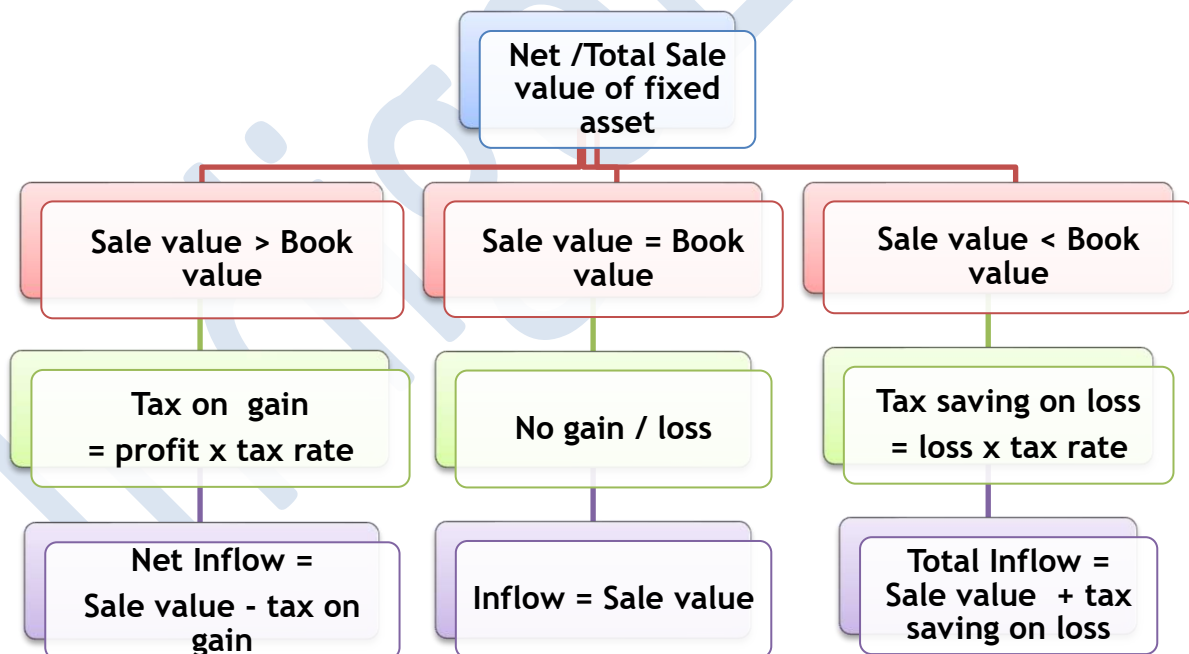 Net /Total Sale
value of fixed
asset
Sale value > Book
value
Sale value = Book
value
Sale value < Book
value
Tax on gain
= profit x tax rate
No gain / loss
Tax saving on loss
= loss x tax rate
Net Inflow =
Sale value - tax on
gain
Inflow = Sale value
Total Inflow =
Sale value + tax
saving on loss